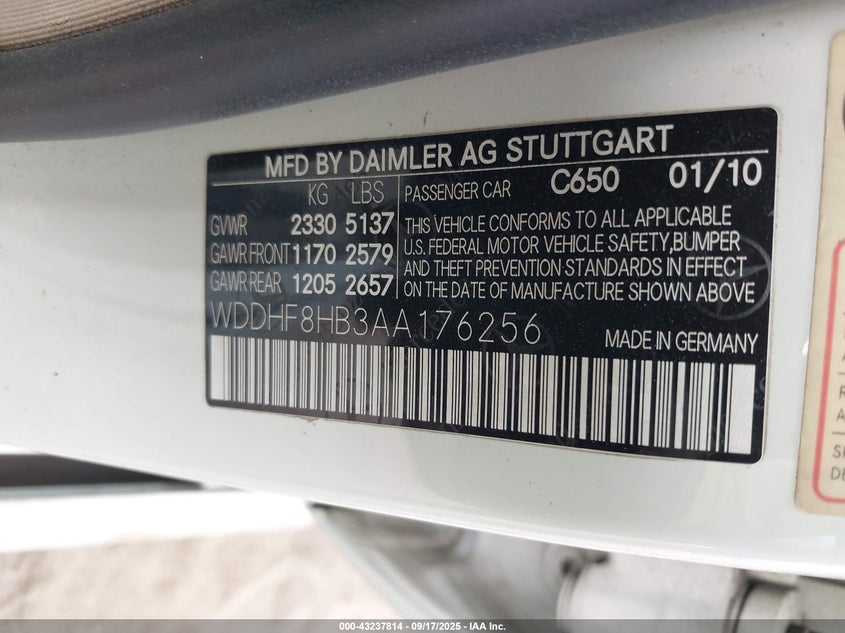 MFD BY DAIMLER AG STUTTGART
KG LBS
GVWR 2330 5137
GAWR FRONT 1170 2579
GAWR REAR 1205 2657
PASSENGER CAR C650 01/10
THIS VEHICLE CONFORMS TO ALL APPLICABLE
U.S. FEDERAL MOTOR VEHICLE SAFETY,BUMPER
AND THEFT PREVENTION STANDARDS IN EFFECT
ON THE DATE OF MANUFACTURE SHOWN ABOVE
WDDHF8HB3AA176256
MADE IN GERMANY
000-43237814 - 09/17/2025 - IAA Inc.